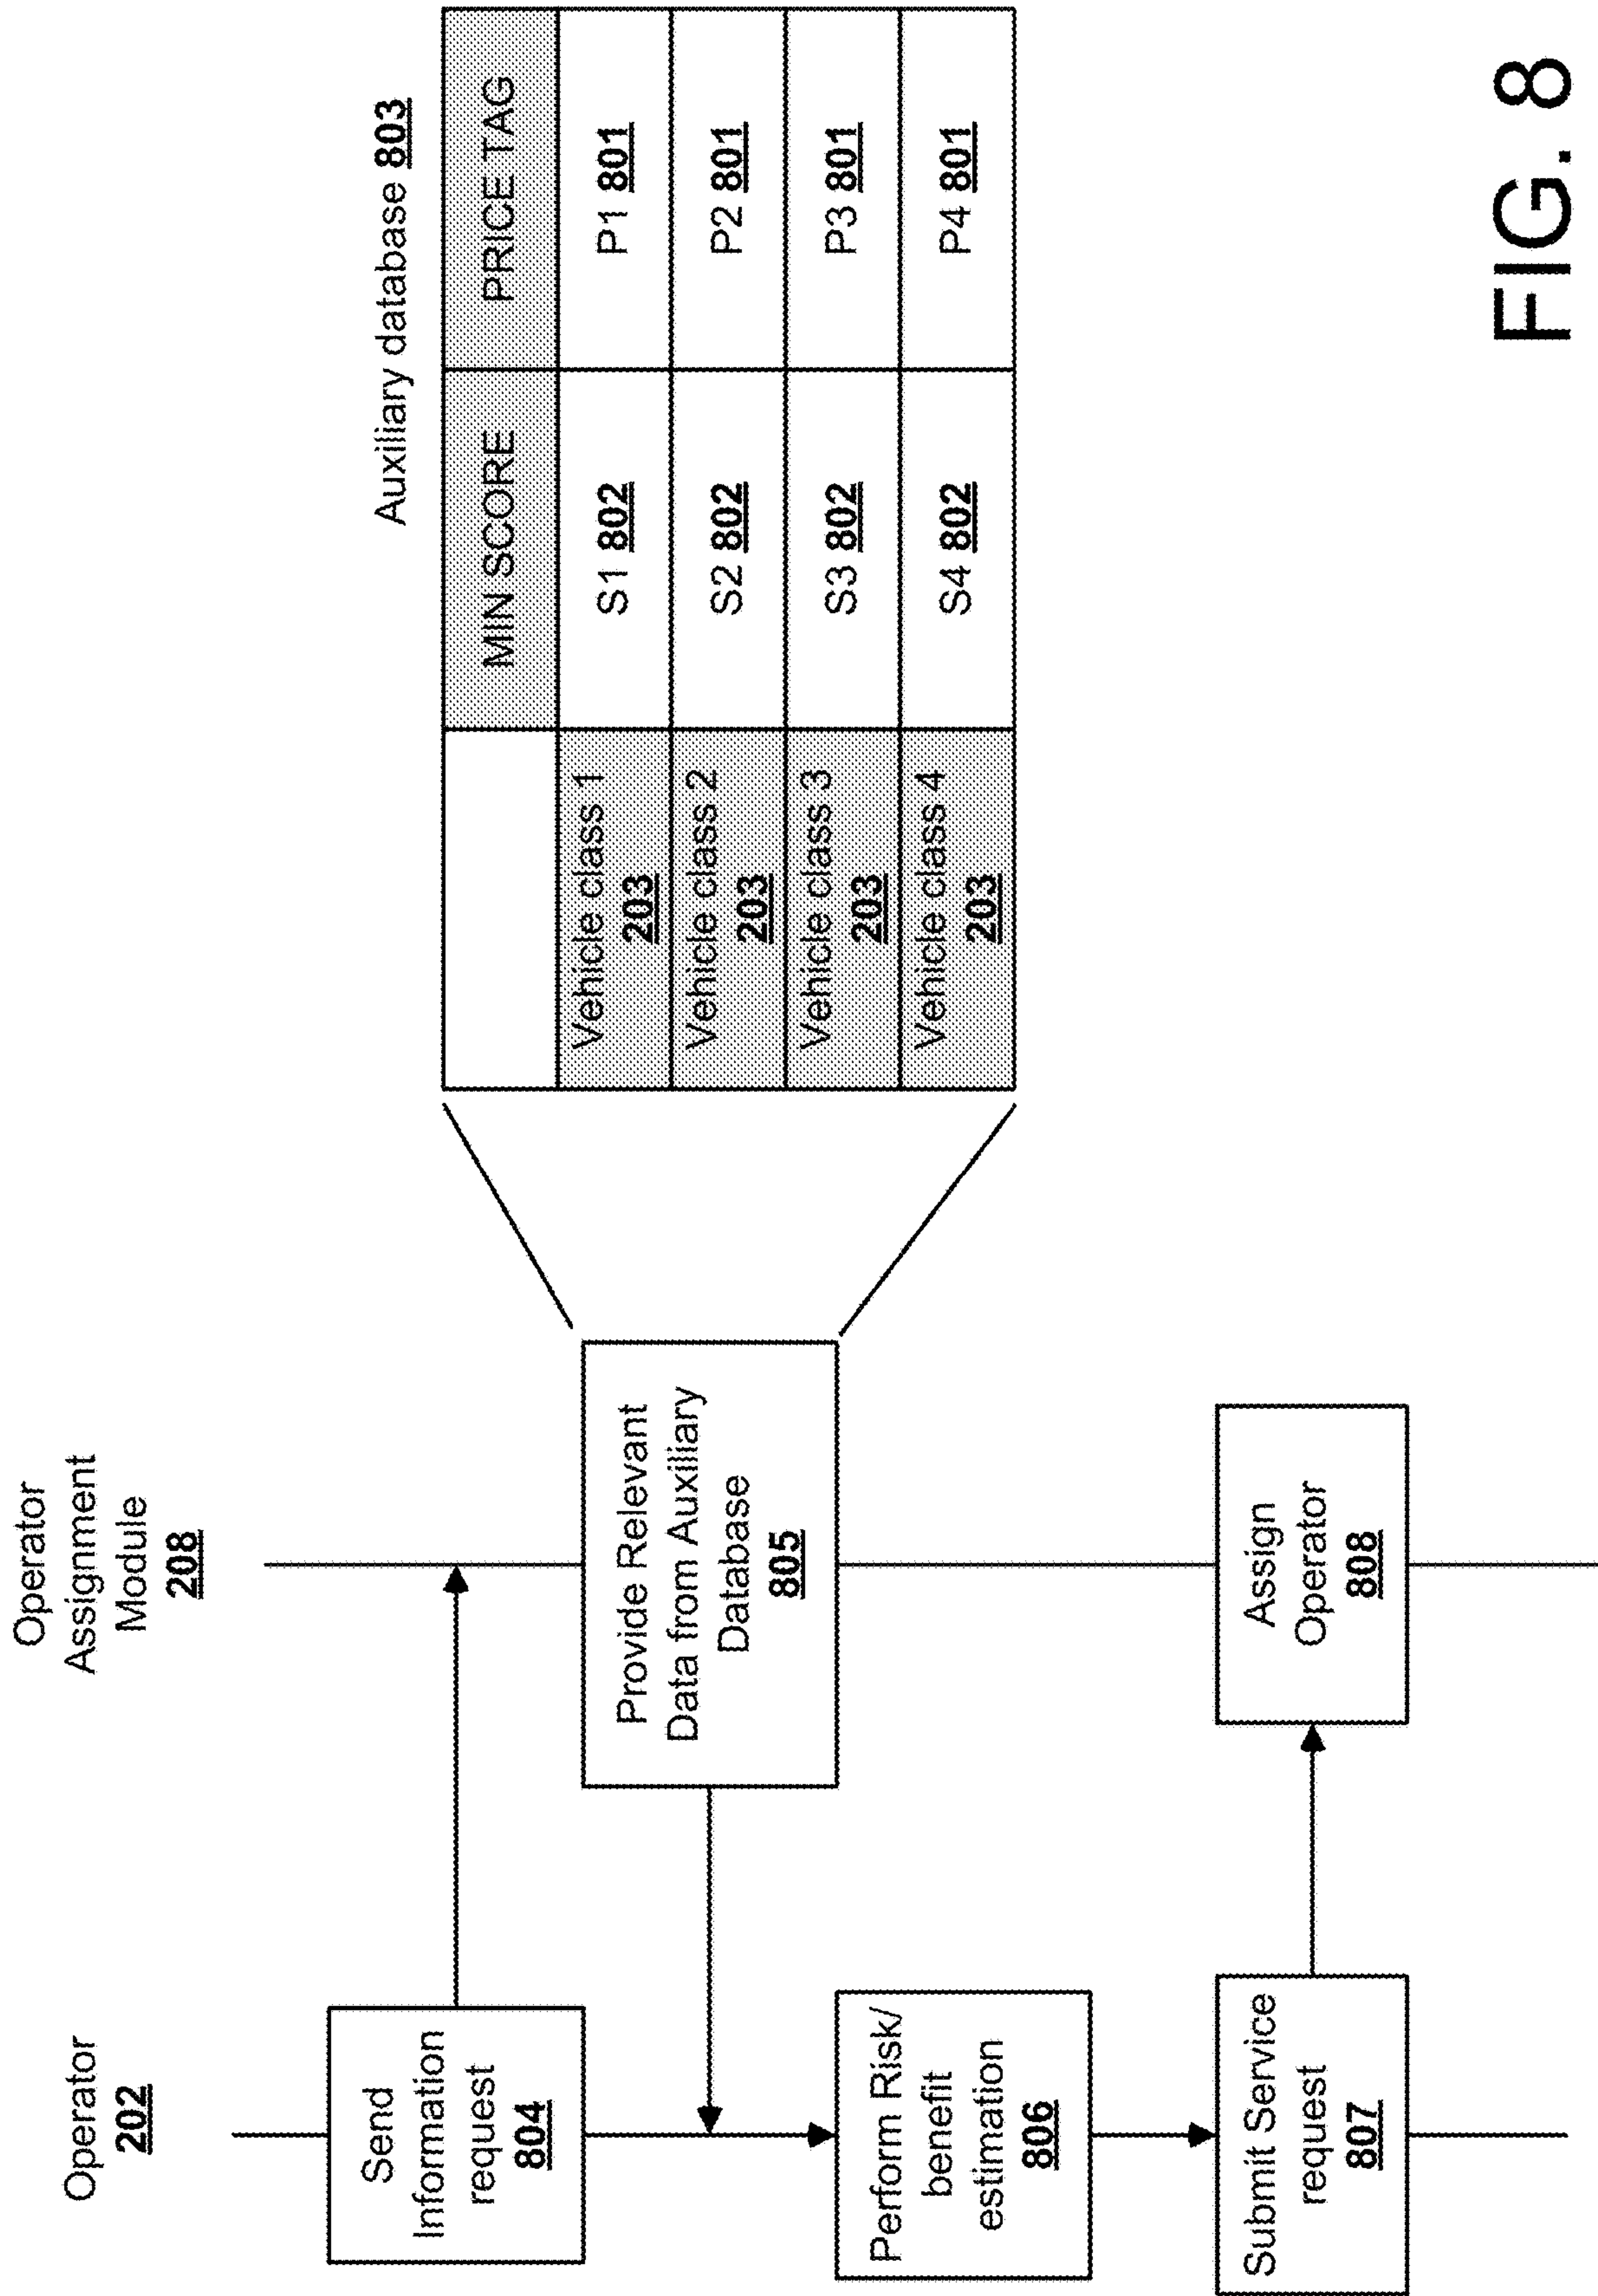 Operator
202
Operator
Assignment
Module
208
Send
Information
request
804
Provide Relevant
Data from Auxiliary
Database
805
Perform Risk/
benefit
estimation
806
Submit Service
request
807
Assign
Operator
808
Auxiliary database 803
MIN SCORE
PRICE TAG
Vehicle class 1
203
S1 802
P1 801
Vehicle class 2
203
S2 802
P2 801
Vehicle class 3
203
S3 802
P3 801
Vehicle class 4
203
S4 802
P4 801
FIG. 8